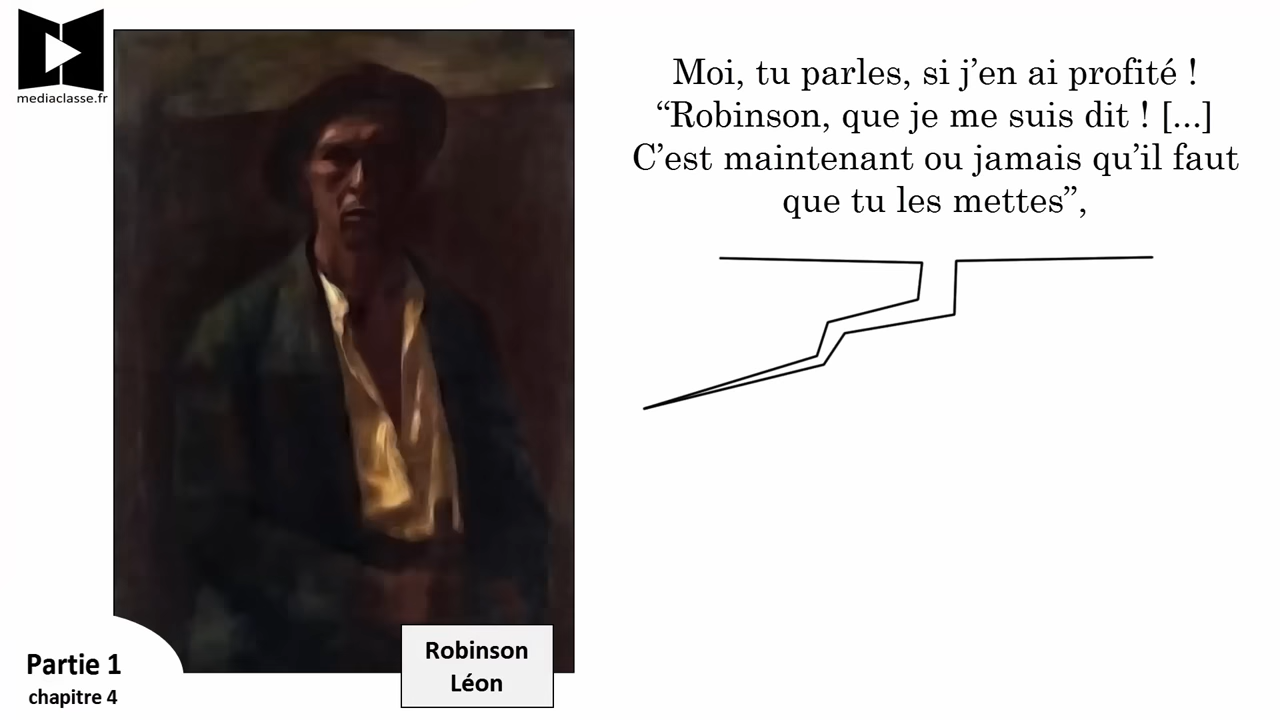 mediaclasse.fr
Moi, tu parles, si j’en ai profité !
“Robinson, que je me suis dit ! [...]
C’est maintenant ou jamais qu’il faut
que tu les mettes”,
Robinson
Léon
Partie 1
chapitre 4